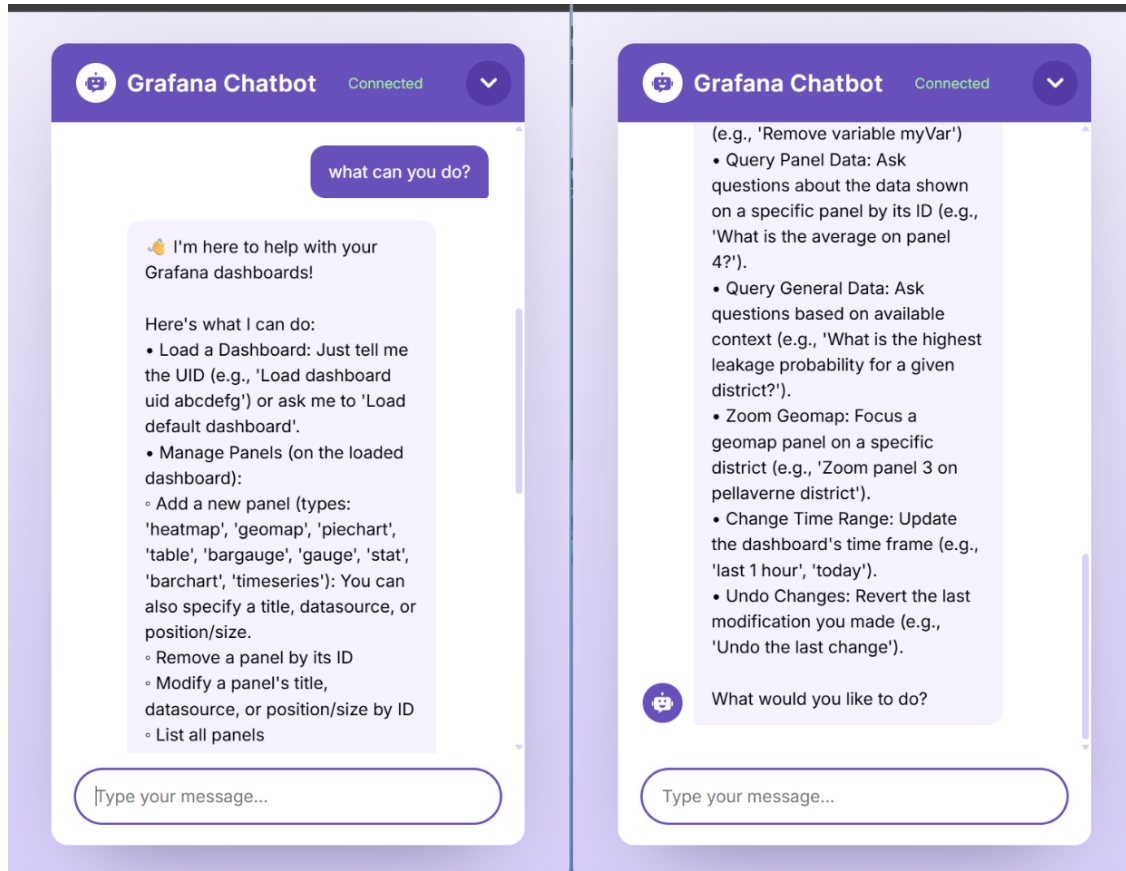 Grafana Chatbot
Connected
what can you do?
👋 I'm here to help with your
Grafana dashboards!
Here's what I can do:
• Load a Dashboard: Just tell me
the UID (e.g., 'Load dashboard
uid abcdefg') or ask me to 'Load
default dashboard'.
• Manage Panels (on the loaded
dashboard):
◦ Add a new panel (types:
'heatmap', 'geomap', 'piechart',
'table', 'bargauge', 'gauge', 'stat',
'barchart', 'timeseries'): You can
also specify a title, datasource, or
position/size.
◦ Remove a panel by its ID
◦ Modify a panel's title,
datasource, or position/size by ID
◦ List all panels
Type your message...
Grafana Chatbot
Connected
(e.g., 'Remove variable myVar')
• Query Panel Data: Ask
questions about the data shown
on a specific panel by its ID (e.g.,
'What is the average on panel
4?').
• Query General Data: Ask
questions based on available
context (e.g., 'What is the highest
leakage probability for a given
district?').
• Zoom Geomap: Focus a
geomap panel on a specific
district (e.g., 'Zoom panel 3 on
pellaverne district').
• Change Time Range: Update
the dashboard's time frame (e.g.,
'last 1 hour', 'today').
• Undo Changes: Revert the last
modification you made (e.g.,
'Undo the last change').
What would you like to do?
Type your message...